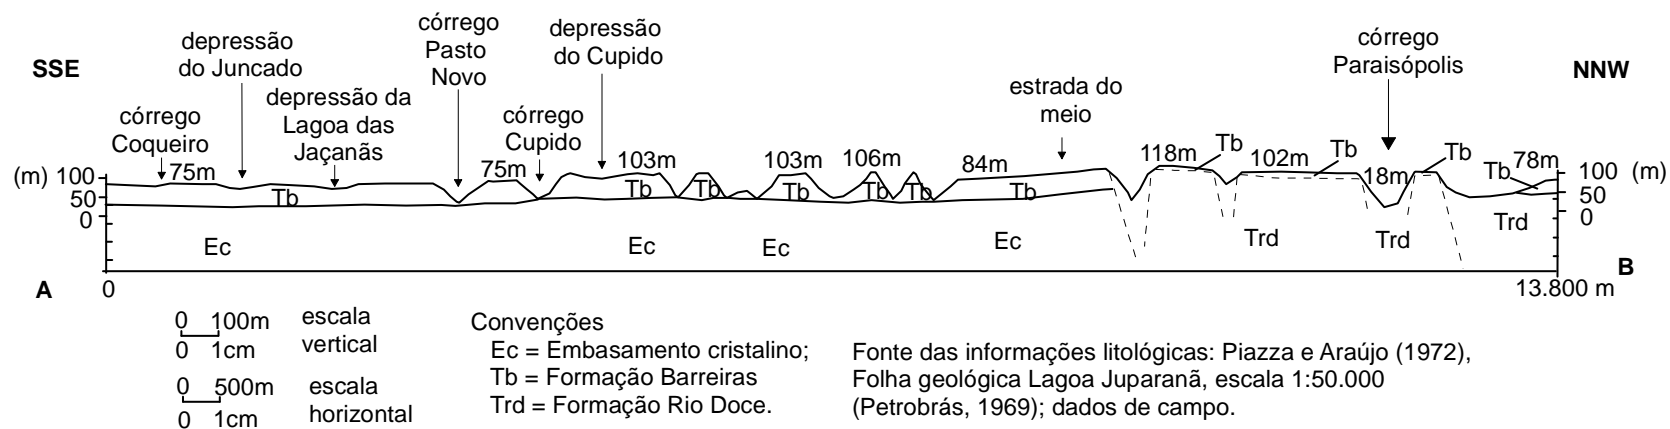 SSE
depressão
do Juncado
córrego
Coqueiro
depressão da
Lagoa das
Jaçanãs
córrego
Pasto
Novo
depressão
do Cupido
córrego
Cupido
estrada do
meio
córrego
Paraisópolis
NNW
(m) 100
50
0
75m
75m
103m
103m
106m
84m
118m
102m
18m
78m
100 (m)
50
0
Tb
Tb
Tb
Tb
Tb
Tb
Tb
Tb
Tb
Tb
Tb
Ec
Ec
Ec
Ec
Trd
Trd
Trd
A
B
0
13.800 m
0 100m
0 1cm
escala
vertical
0 500m
0 1cm
escala
horizontal
Convenções
Ec = Embasamento cristalino;
Tb = Formação Barreiras
Trd = Formação Rio Doce.
Fonte das informações litológicas: Piazza e Araújo (1972),
Folha geológica Lagoa Juparanã, escala 1:50.000
(Petrobrás, 1969); dados de campo.